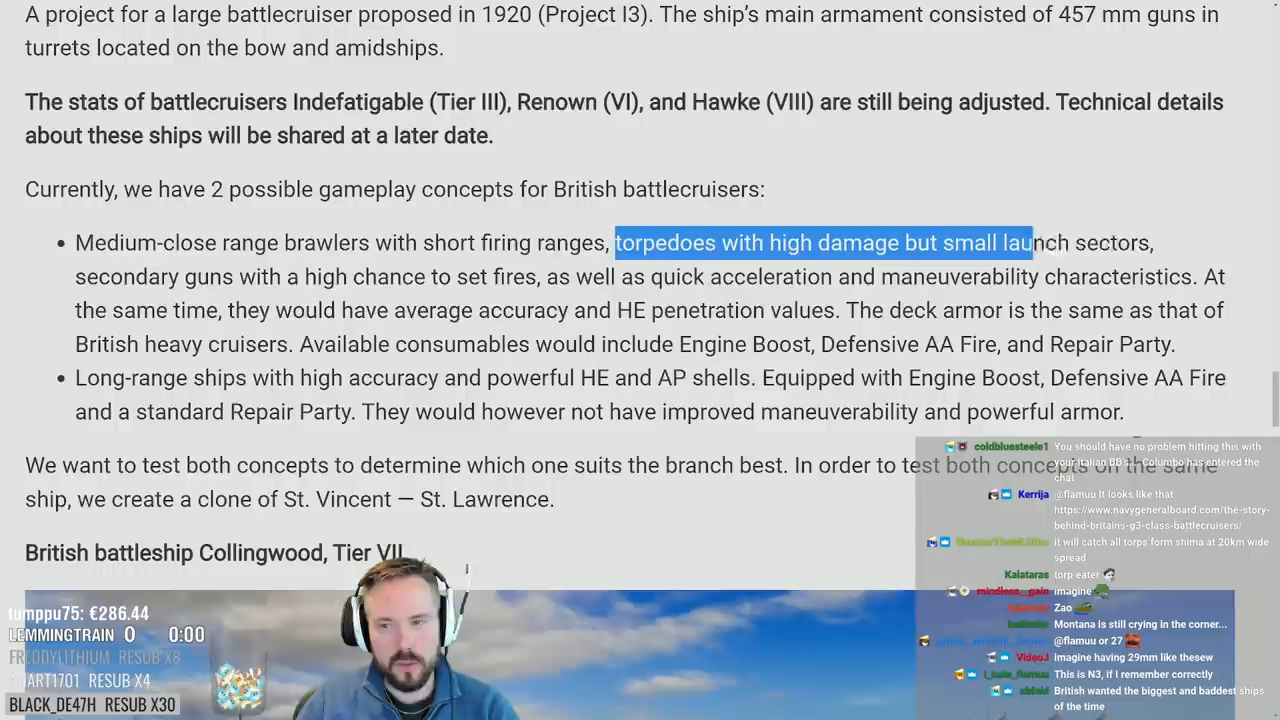 A project for a large battlecruiser proposed in 1920 (Project I3). The ship's main armament consisted of 457 mm guns in
turrets located on the bow and amidships.
The stats of battlecruisers Indefatigable (Tier III), Renown (VI), and Hawke (VIII) are still being adjusted. Technical details
about these ships will be shared at a later date.
Currently, we have 2 possible gameplay concepts for British battlecruisers:
• Medium-close range brawlers with short firing ranges, torpedoes with high damage but small launch sectors,
secondary guns with a high chance to set fires, as well as quick acceleration and maneuverability characteristics. At
the same time, they would have average accuracy and HE penetration values. The deck armor is the same as that of
British heavy cruisers. Available consumables would include Engine Boost, Defensive AA Fire, and Repair Party.
• Long-range ships with high accuracy and powerful HE and AP shells. Equipped with Engine Boost, Defensive AA Fire
and a standard Repair Party. They would however not have improved maneuverability and powerful armor.
We want to test both concepts to determine which one suits the branch best. In order to test both concepts on the same
ship, we create a clone of St. Vincent — St. Lawrence.
British battleship Collingwood, Tier VII
tumppu75: €286.44
LEMMINGTRAIN 0 0:00
FREDDYLITHIUM RESUB X8
RESUB X4
BLACK_DE47H RESUB X30
coldbluesteele1 You should have no problem hitting this with
your italian BB's... Columbo has entered the
chat
Kerrija @flamuu It looks like that
https://www.navygeneralboard.com/the-story-
behind-britains-g3-class-battlecruisers/
it will catch all torps form shima at 20km wide
spread
Kalataras torp eater
mindless__gain imagine
Zao
Montana is still crying in the corner...
@flamuu or 27
VideoJ Imagine having 29mm like thesew
i_hate_flamuu This is N3, if I remember correctly
British wanted the biggest and baddest ships
of the time